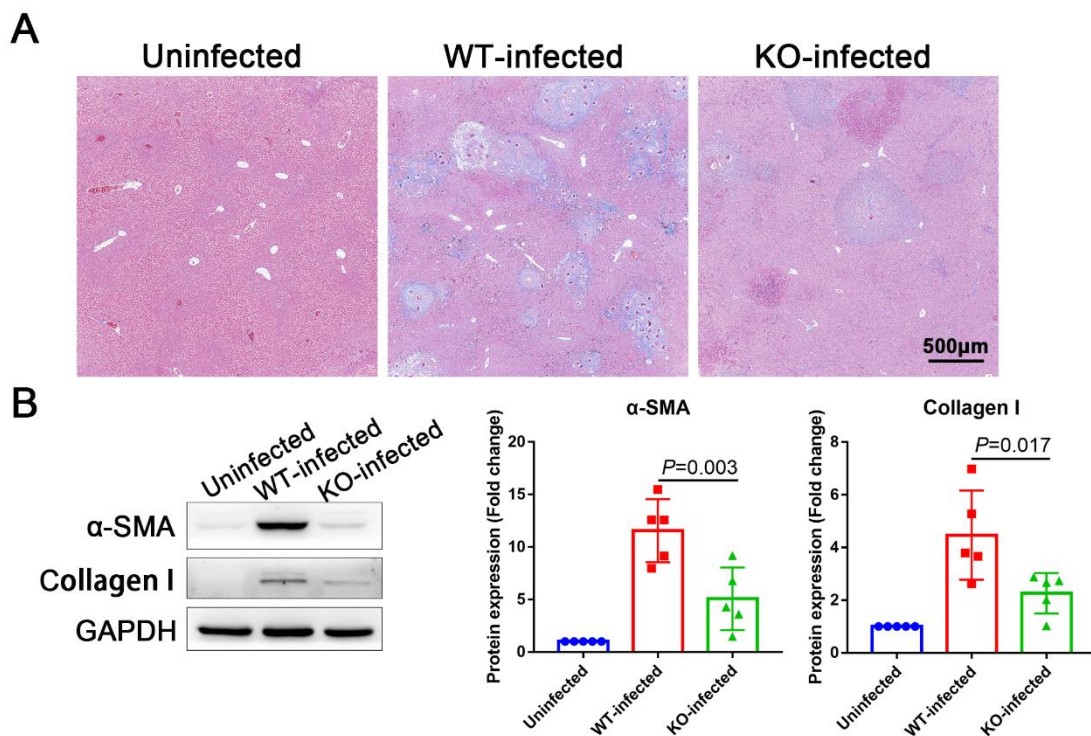 A
Uninfected
WT-infected
KO-infected
500μm
B
Uninfected
WT-infected
KO-infected
α-SMA
Collagen I
GAPDH
α-SMA
Protein expression (Fold change)
20
15
10
5
0
P=0.003
Uninfected
WT-infected
KO-infected
Collagen I
Protein expression (Fold change)
8
6
4
2
0
P=0.017
Uninfected
WT-infected
KO-infected